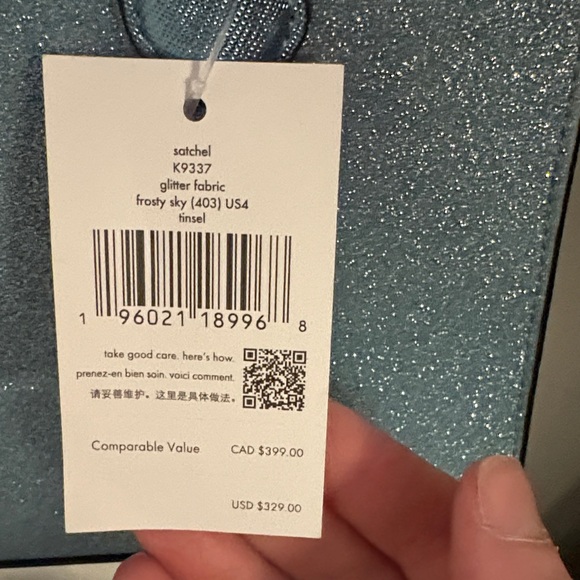 satchel
K9337
glitter fabric
frosty sky (403) US4
tinsel
1 96021 18996 8
take good care. here's how.
prenez-en bien soin. voici comment.
请妥善维护。这里是具体做法。
Comparable Value CAD $399.00
USD $329.00